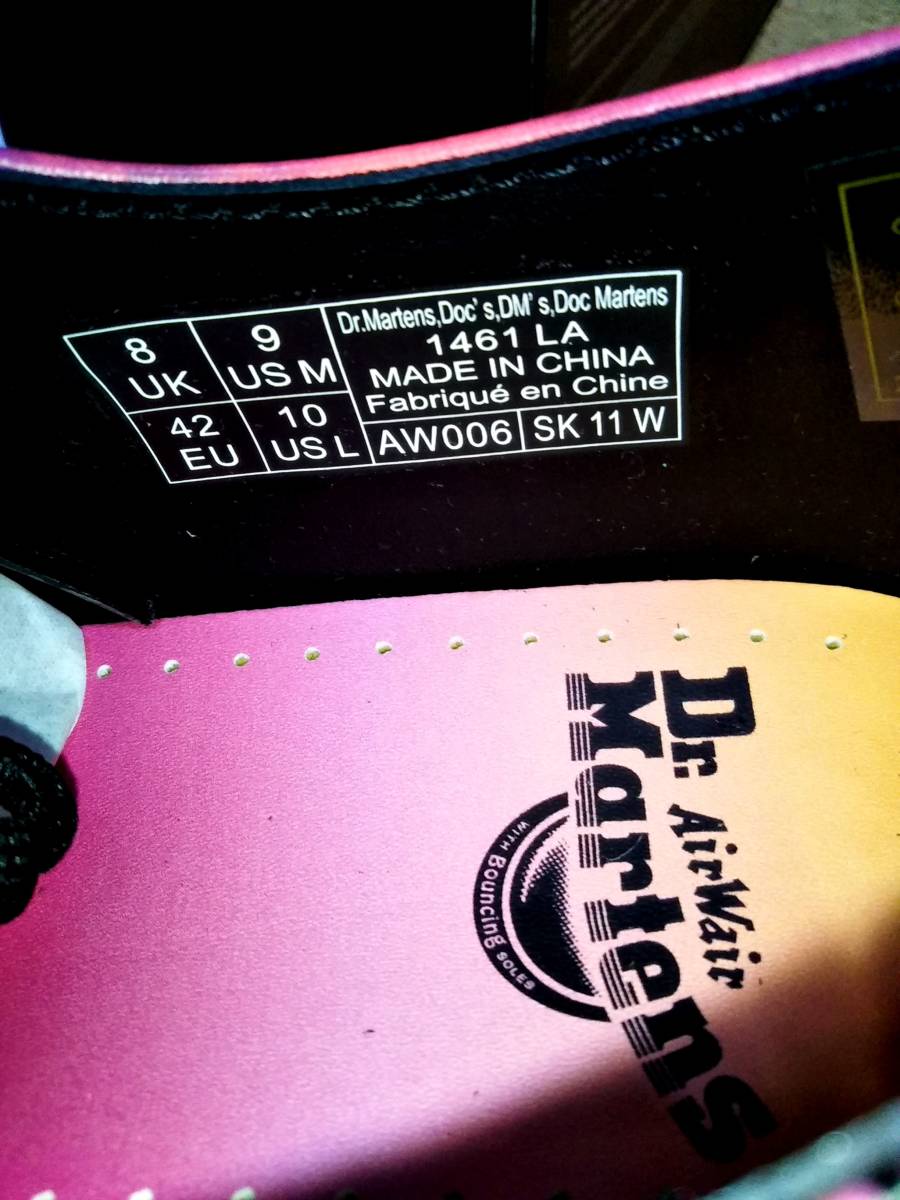 8
UK
9
US M
42
EU
10
US L
Dr.Martens,Doc' s,DM' s,Doc Martens
1461 LA
MADE IN CHINA
Fabriqué en Chine
AW006
SK 11 W
Dr.
Martens
AirWair
WITH Bouncing SOLES